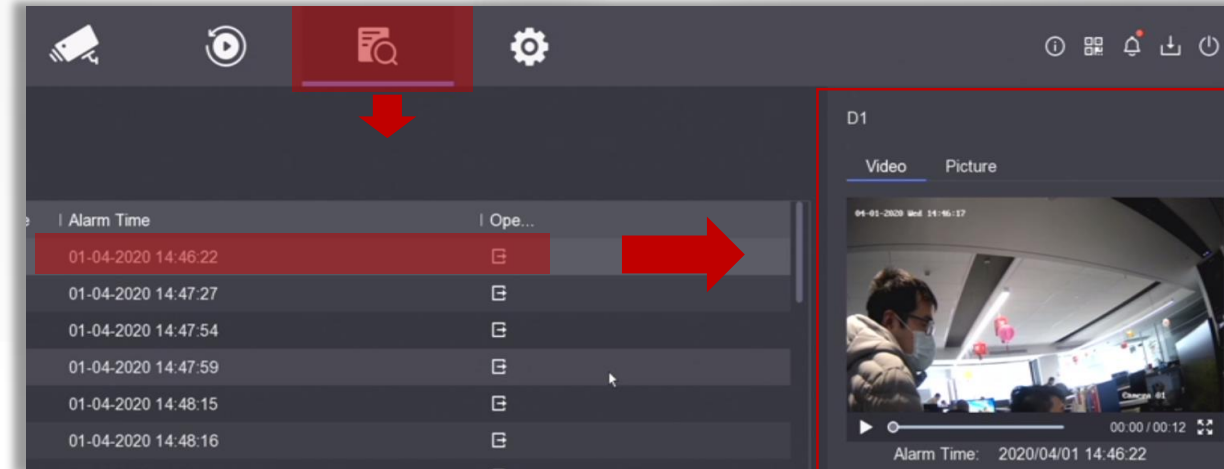 D1
Video Picture
Alarm Time Ope...
04-01-2020 Wed 14:46:17
01-04-2020 14:46:22
01-04-2020 14:47:27
01-04-2020 14:47:54
01-04-2020 14:47:59
01-04-2020 14:48:15
01-04-2020 14:48:16
Camera 01
00:00 / 00:12
Alarm Time: 2020/04/01 14:46:22